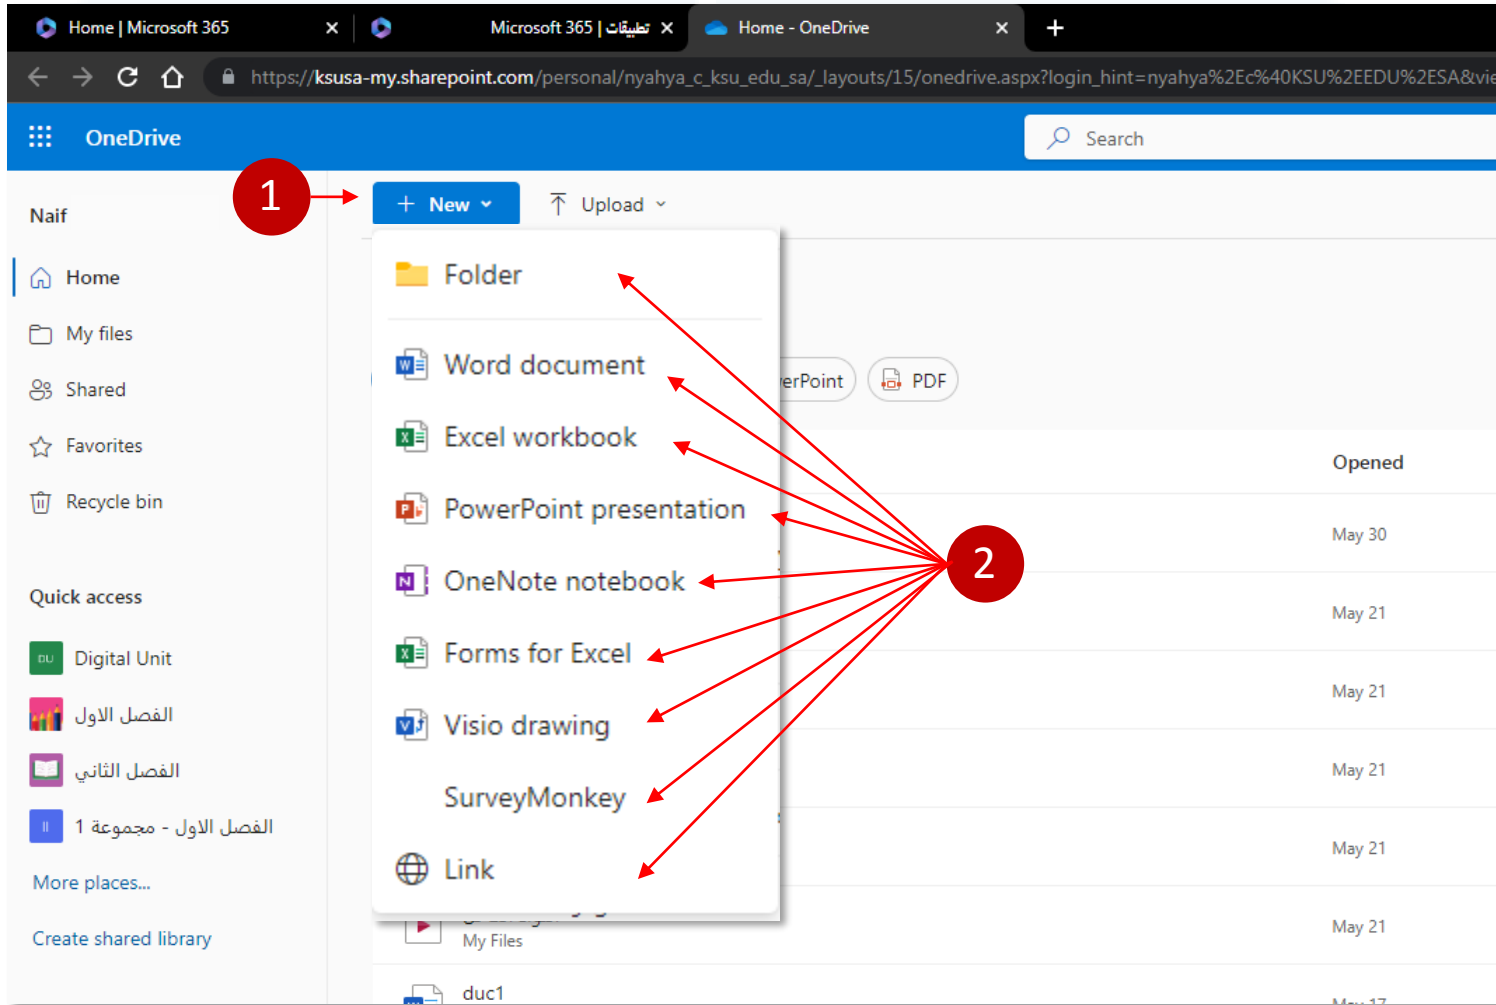 Home | Microsoft 365
تطبيقات | Microsoft 365
Home - OneDrive
https://ksusa-my.sharepoint.com/personal/nyahya_c_ksu_edu_sa/_layouts/15/onedrive.aspx?login_hint=nyahya%2Ec%40KSU%2EEDU%2ESA&vie
OneDrive
Search
Naif
1
New
Upload
Home
My files
Shared
Favorites
Recycle bin
Quick access
DU Digital Unit
الفصل الاول
الفصل الثاني
الفصل الاول - مجموعة 1
More places...
Create shared library
Folder
Word document
Excel workbook
PowerPoint presentation
OneNote notebook
Forms for Excel
Visio drawing
SurveyMonkey
Link
2
erPoint
PDF
Opened
May 30
May 21
May 21
May 21
May 21
My Files
May 21
duc1
May 17